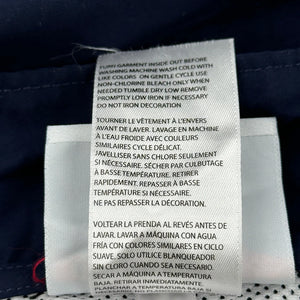 TURN GARMENT INSIDE OUT BEFORE
WASHING MACHINE WASH COLD WITH
LIKE COLORS ON GENTLE CYCLE USE
NON-CHLORINE BLEACH ONLY WHEN
NEEDED TUMBLE DRY LOW REMOVE
PROMPTLY LOW IRON IF NECESSARY
DO NOT IRON DECORATION
TOURNER LE VÊTEMENT À L'ENVERS
AVANT DE LAVER. LAVAGE EN MACHINE
À L'EAU FROIDE AVEC COULEURS
SIMILAIRES CYCLE DÉLICAT.
JAVELLISER SANS CHLORE SEULEMENT
SI NÉCESSAIRE. SÉCHER PAR CULBUTAGE
À BASSE TEMPÉRATURE. RETIRER
RAPIDEMENT. REPASSER À BASSE
TEMPÉRATURE SI NÉCESSAIRE.
NE PAS REPASSER LA DÉCORATION.
VOLTEAR LA PRENDA AL REVÉS ANTES DE
LAVAR. LAVAR A MÁQUINA CON AGUA
FRÍA CON COLORES SIMILARES EN CICLO
SUAVE. SOLO UTILICE BLANQUEADOR
SIN CLORO CUANDO SEA NECESARIO.
SECAR A MÁQUINA A TEMPERATURA
BAJA. RETIRAR INMEDIATAMENTE.
PLANCHAR A TEMPERATURA BAJA SI